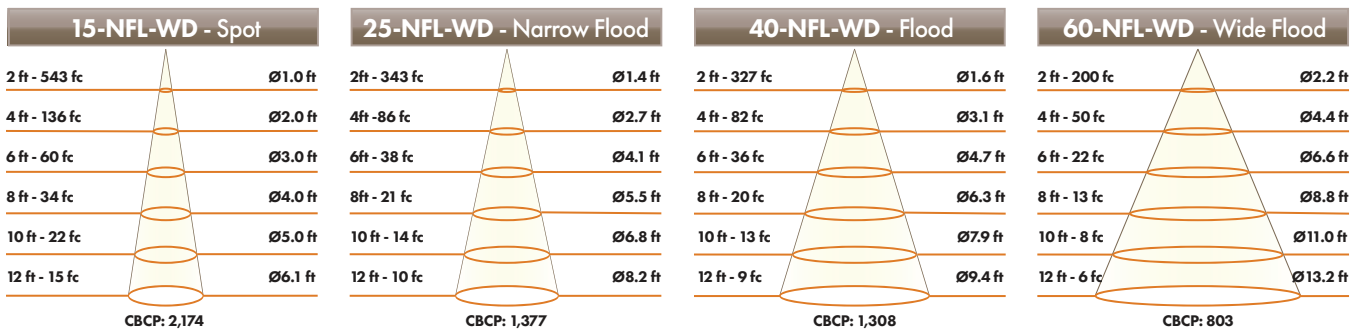 15-NFL-WD - Spot
2 ft - 543 fc Ø1.0 ft
4 ft - 136 fc Ø2.0 ft
6 ft - 60 fc Ø3.0 ft
8 ft - 34 fc Ø4.0 ft
10 ft - 22 fc Ø5.0 ft
12 ft - 15 fc Ø6.1 ft
CBCP: 2,174
25-NFL-WD - Narrow Flood
2ft - 343 fc Ø1.4 ft
4ft -86 fc Ø2.7 ft
6ft - 38 fc Ø4.1 ft
8ft - 21 fc Ø5.5 ft
10 ft - 14 fc Ø6.8 ft
12 ft - 10 fc Ø8.2 ft
CBCP: 1,377
40-NFL-WD - Flood
2 ft - 327 fc Ø1.6 ft
4 ft - 82 fc Ø3.1 ft
6 ft - 36 fc Ø4.7 ft
8 ft - 20 fc Ø6.3 ft
10 ft - 13 fc Ø7.9 ft
12 ft - 9 fc Ø9.4 ft
CBCP: 1,308
60-NFL-WD - Wide Flood
2 ft - 200 fc Ø2.2 ft
4 ft - 50 fc Ø4.4 ft
6 ft - 22 fc Ø6.6 ft
8 ft - 13 fc Ø8.8 ft
10 ft - 8 fc Ø11.0 ft
12 ft - 6 fc Ø13.2 ft
CBCP: 803